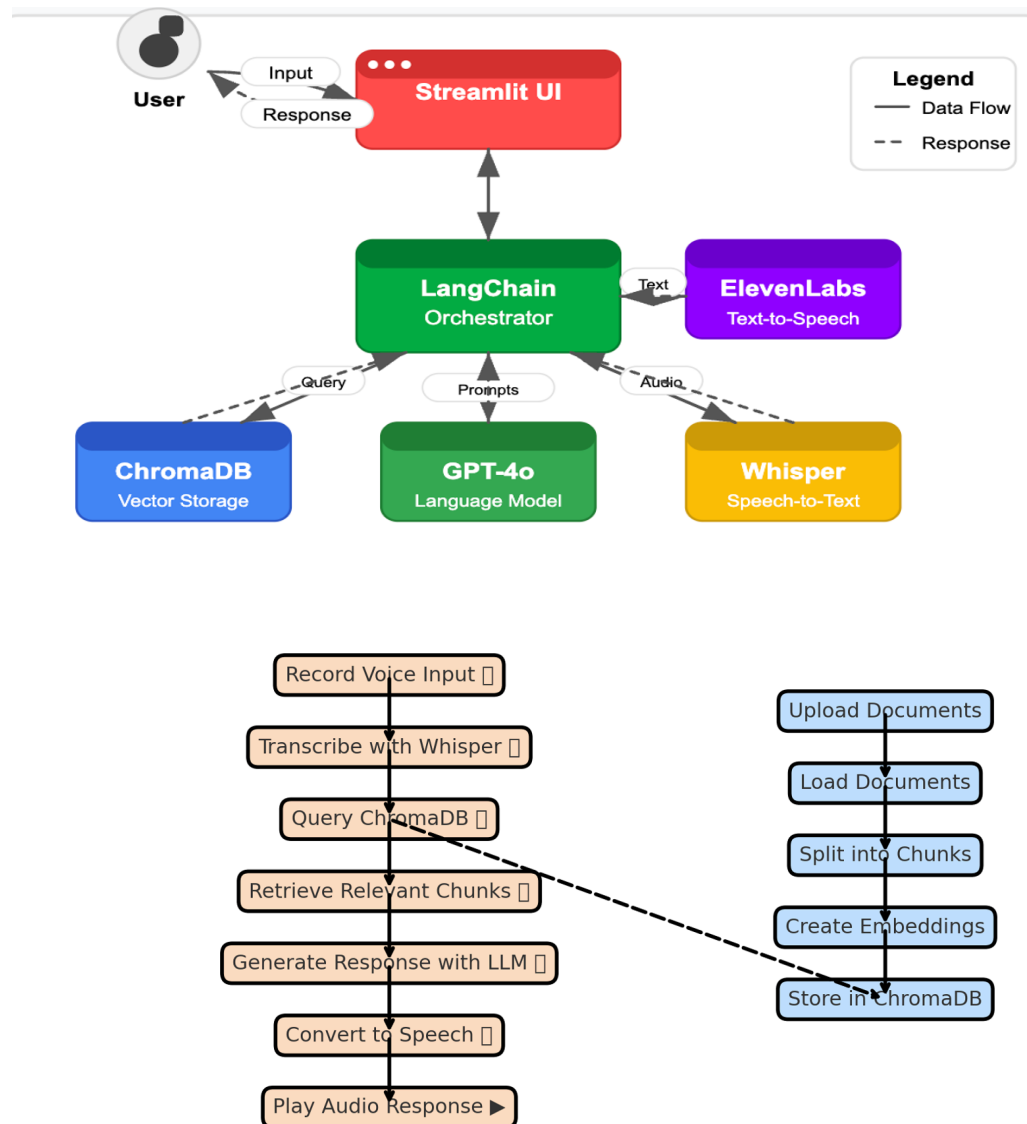 Input
Response
User
Streamlit UI
Legend
Data Flow
Response
LangChain
Orchestrator
Text
ElevenLabs
Text-to-Speech
Query
Prompts
Audio
ChromaDB
Vector Storage
GPT-4o
Language Model
Whisper
Speech-to-Text
Record Voice Input
Transcribe with Whisper
Query ChromaDB
Retrieve Relevant Chunks
Generate Response with LLM
Convert to Speech
Play Audio Response ▶
Upload Documents
Load Documents
Split into Chunks
Create Embeddings
Store in ChromaDB